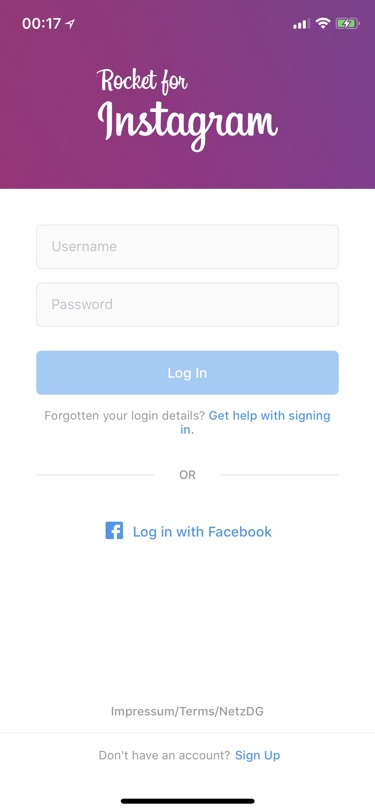 00:17
Rocket for
Instagram
Username
Password
Log In
Forgotten your login details? Get help with signing
in.
OR
Log in with Facebook
Impressum/Terms/NetzDG
Don't have an account? Sign Up